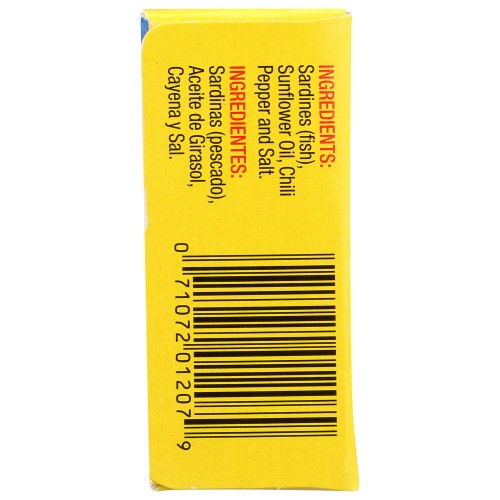 INGREDIENTS:
Sardines (fish),
Sunflower Oil, Chili
Pepper and Salt.
INGREDIENTES:
Sardinas (pescado),
Aceite de Girasol,
Cayena y Sal.
0 71072 01207 9